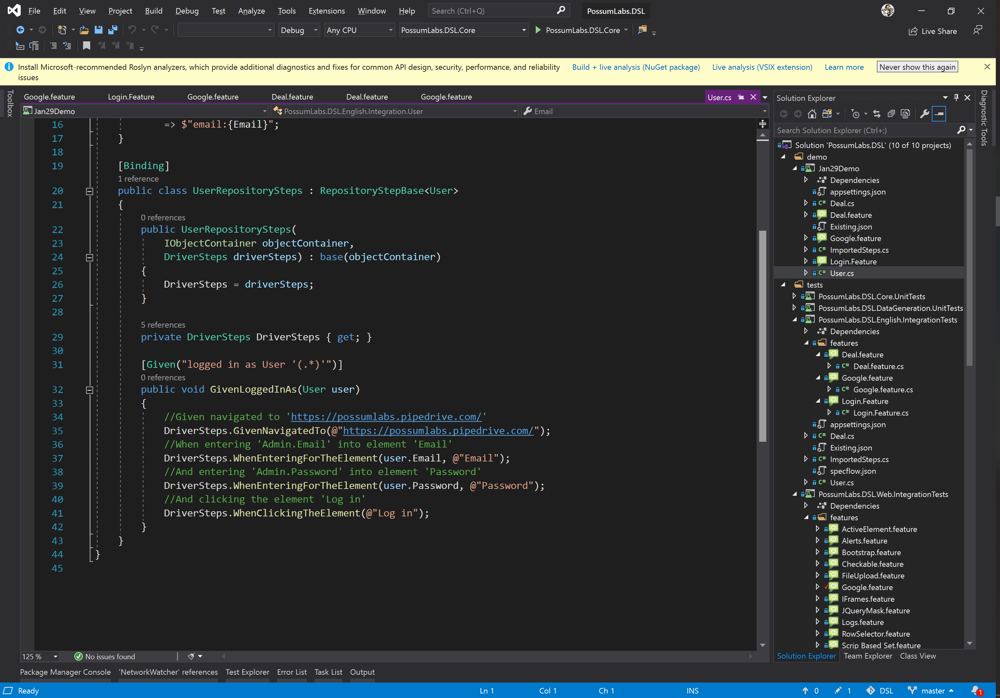 File Edit View Project Build Debug Test Analyze Tools Extensions Window Help Search (Ctrl+Q) PossumLabs.DSL
Debug Any CPU PossumLabs.DSL.Core PossumLabs.DSL.Core Live Share
Install Microsoft-recommended Roslyn analyzers, which provide additional diagnostics and fixes for common API design, security, performance, and reliability Build + live analysis (NuGet package) Live analysis (VSIX extension) Learn more Never show this again
issues
Toolbox
Google.feature Login.Feature Google.feature Deal.feature Deal.feature Google.feature User.cs
Jan29Demo PossumLabs.DSL.English.Integration.User Email
16 => $"email:{Email}";
17 }
18
19 [Binding]
1 reference
20 public class UserRepositorySteps : RepositoryStepBase<User>
21 {
0 references
22 public UserRepositorySteps(
23 IObjectContainer objectContainer,
24 DriverSteps driverSteps) : base(objectContainer)
25 {
26 DriverSteps = driverSteps;
27 }
28
5 references
29 private DriverSteps DriverSteps { get; }
30
31 [Given("logged in as User '(.*)'")]
0 references
32 public void GivenLoggedInAs(User user)
33 {
34 //Given navigated to 'https://possumlabs.pipedrive.com/'
35 DriverSteps.GivenNavigatedTo(@"https://possumlabs.pipedrive.com/");
36 //When entering 'Admin.Email' into element 'Email'
37 DriverSteps.WhenEnteringForTheElement(user.Email, @"Email");
38 //And entering 'Admin.Password' into element 'Password'
39 DriverSteps.WhenEnteringForTheElement(user.Password, @"Password");
40 //And clicking the element 'Log in'
41 DriverSteps.WhenClickingTheElement(@"Log in");
42 }
43 }
44 }
45
125 % No issues found
Solution Explorer
Search Solution Explorer (Ctrl+;)
Solution 'PossumLabs.DSL' (10 of 10 projects)
demo
Jan29Demo
Dependencies
appsettings.json
C# Deal.cs
Deal.feature
Existing.json
Google.feature
C# ImportedSteps.cs
Login.Feature
C# User.cs
tests
PossumLabs.DSL.Core.UnitTests
PossumLabs.DSL.DataGeneration.UnitTests
PossumLabs.DSL.English.IntegrationTests
Dependencies
features
Deal.feature
C# Deal.feature.cs
Google.feature
C# Google.feature.cs
Login.Feature
C# Login.Feature.cs
appsettings.json
C# Deal.cs
Existing.json
C# ImportedSteps.cs
specflow.json
C# User.cs
PossumLabs.DSL.Web.IntegrationTests
Dependencies
features
ActiveElement.feature
Alerts.feature
Bootstrap.feature
Checkable.feature
FileUpload.feature
Google.feature
IFrames.feature
JQueryMask.feature
Logs.feature
RowSelector.feature
Scrip Based Set.feature
Solution Explorer Team Explorer Class View
Diagnostic Tools
Package Manager Console 'NetworkWatcher' references Test Explorer Error List Task List Output
Ready Ln 1 Col 1 Ch 1 INS 0 1 DSL master 1